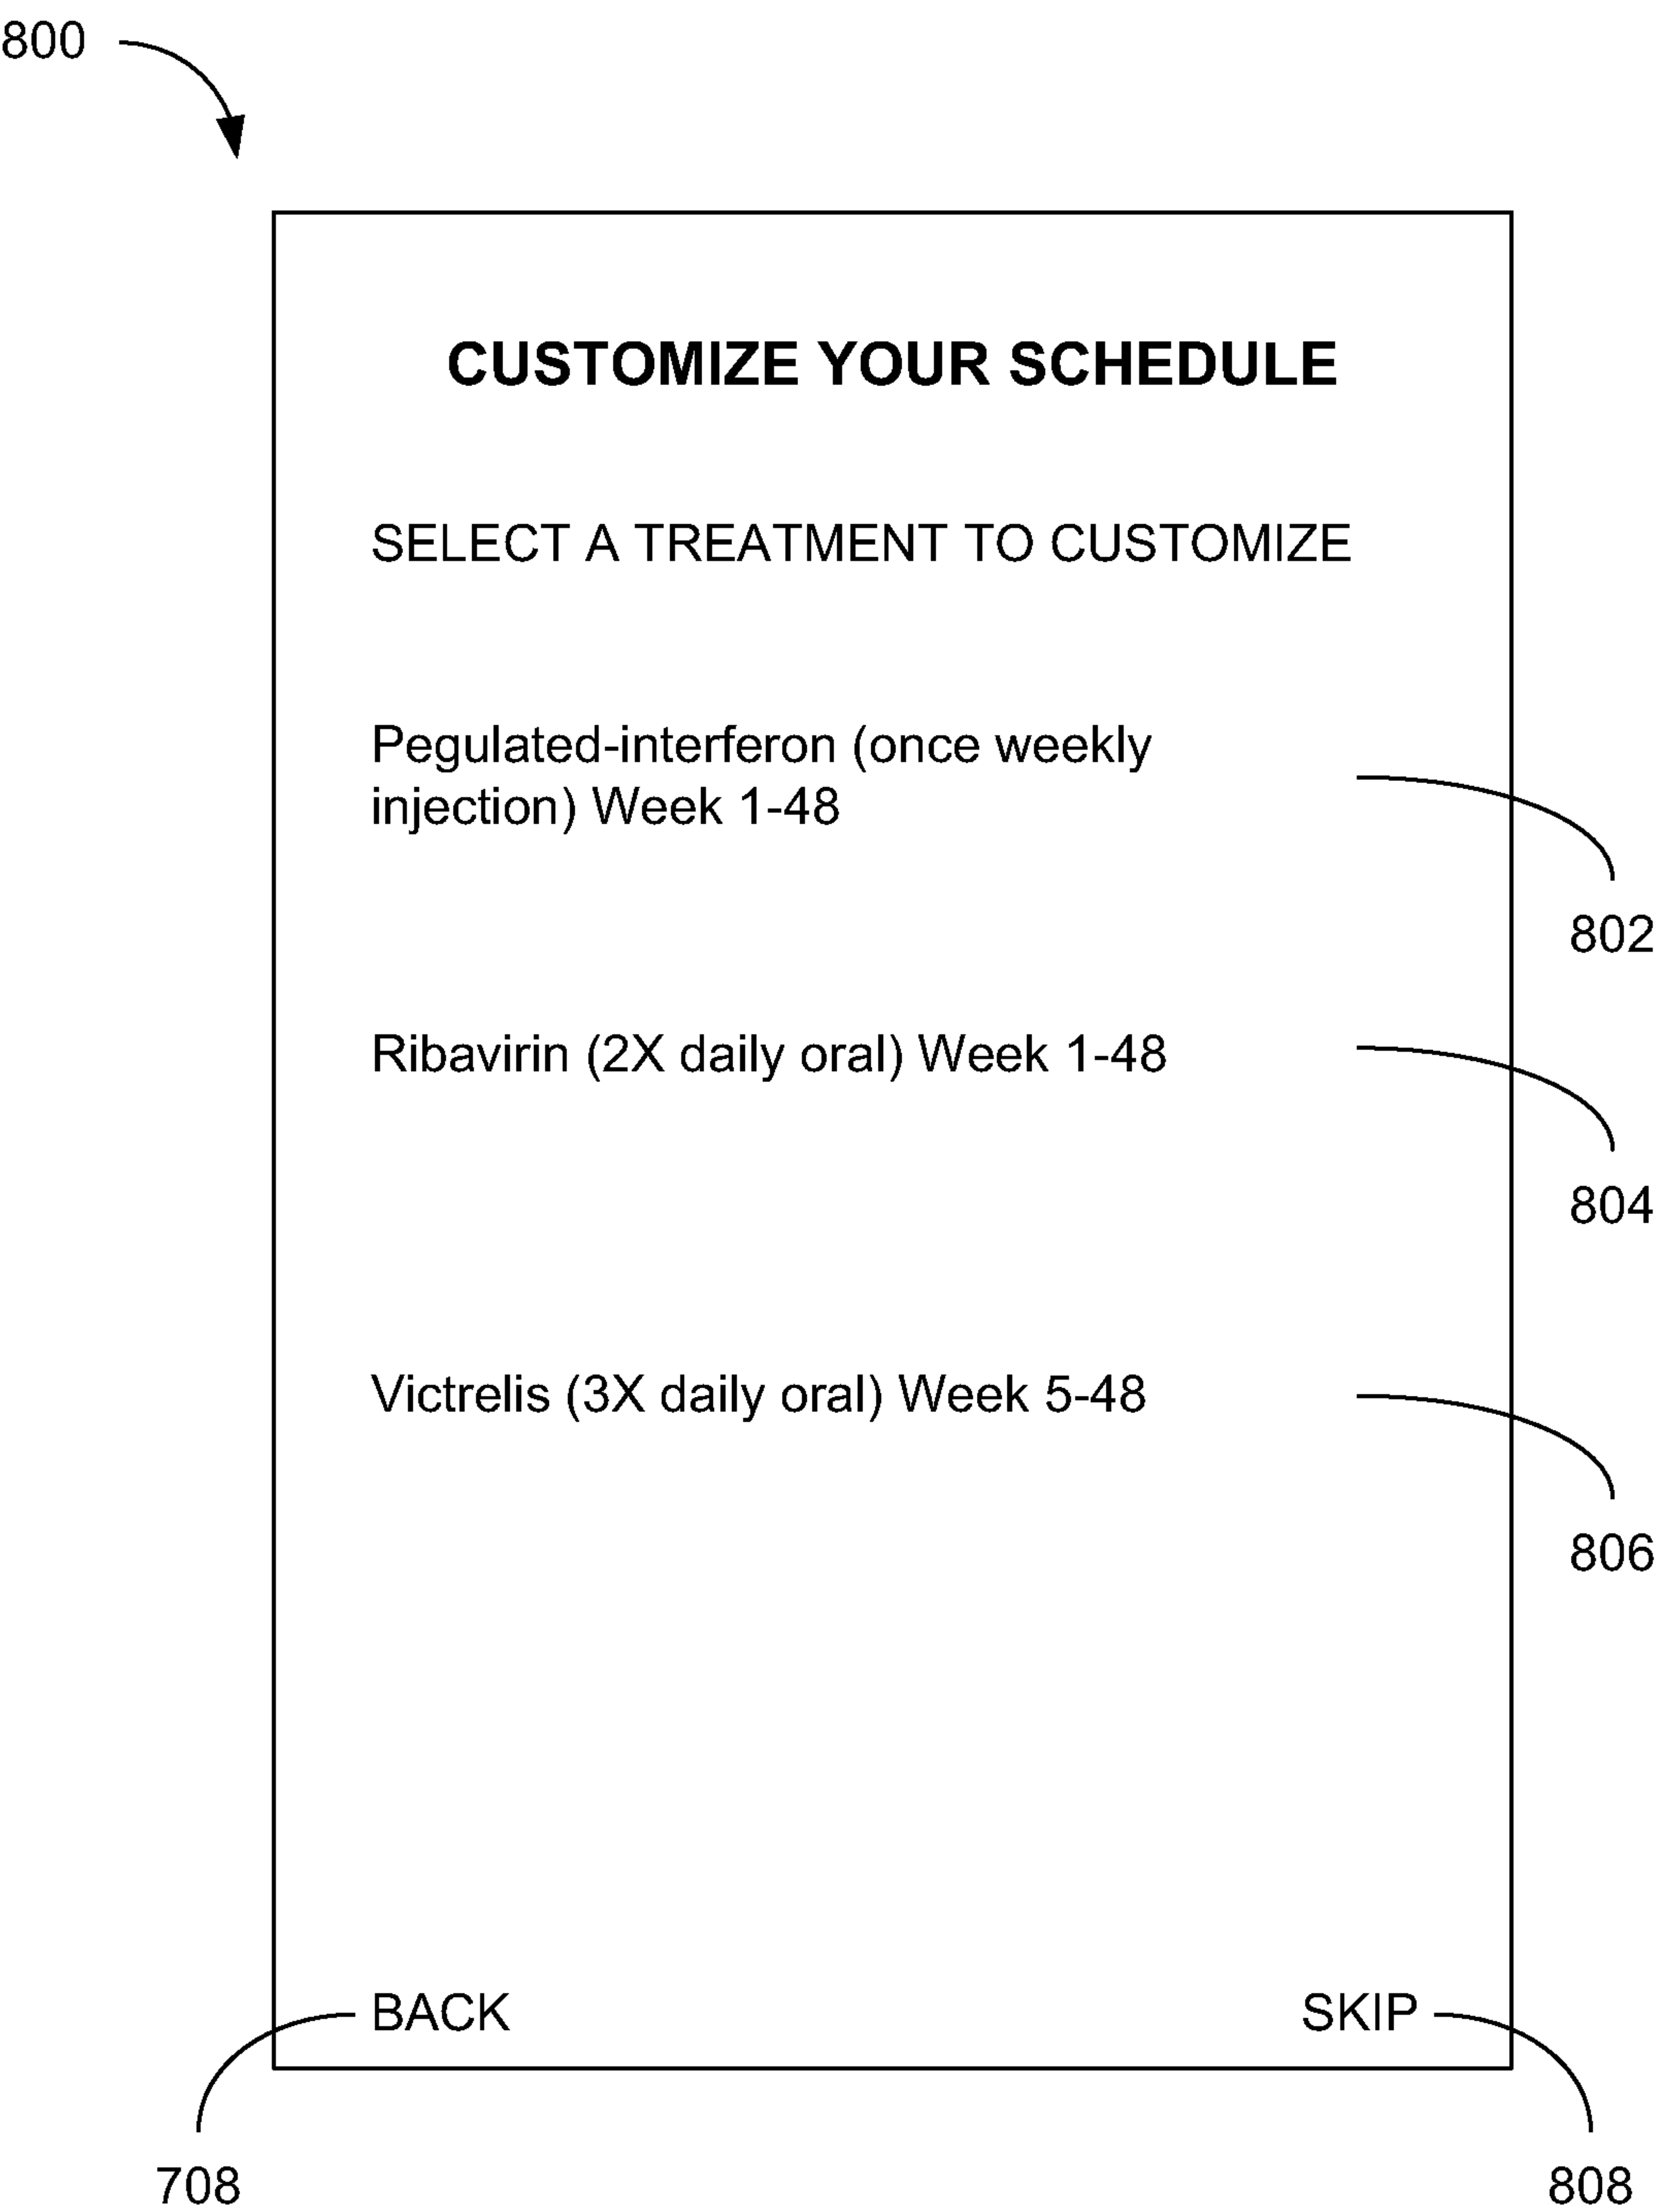 800
CUSTOMIZE YOUR SCHEDULE
SELECT A TREATMENT TO CUSTOMIZE
Pegulated-interferon (once weekly
injection) Week 1-48
802
Ribavirin (2X daily oral) Week 1-48
804
Victrelis (3X daily oral) Week 5-48
806
BACK
SKIP
708
808